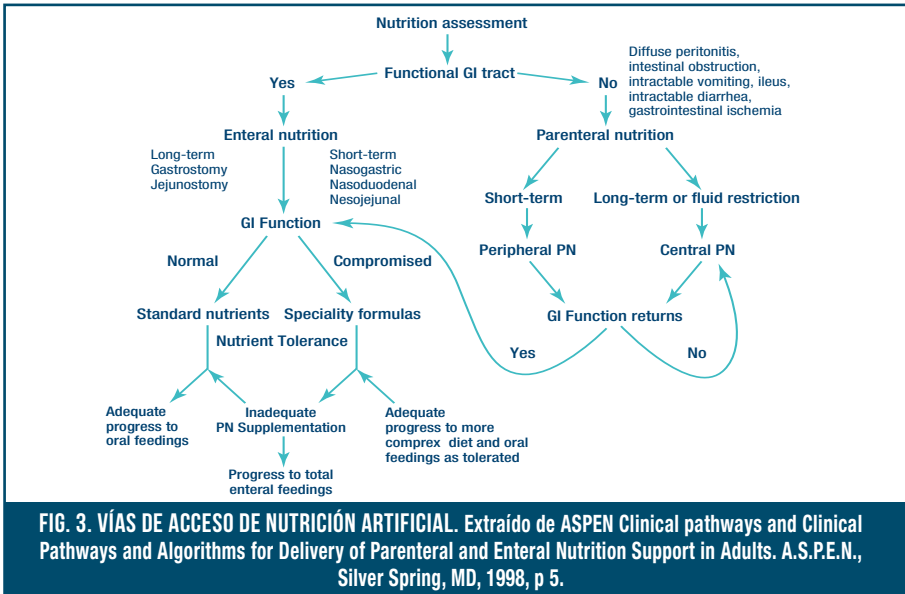 Nutrition assessment
Functional GI tract
Yes
No
Diffuse peritonitis,
intestinal obstruction,
intractable vomiting, ileus,
intractable diarrhea,
gastrointestinal ischemia
Enteral nutrition
Parenteral nutrition
Long-term
Gastrostomy
Jejunostomy
Short-term
Nasogastric
Nasoduodenal
Nesojejunal
Short-term
Long-term or fluid restriction
GI Function
Peripheral PN
Central PN
Normal
Compromised
Standard nutrients
Speciality formulas
GI Function returns
Nutrient Tolerance
Yes
No
Adequate
progress to
oral feedings
Inadequate
PN Supplementation
Adequate
progress to more
comprex diet and oral
feedings as tolerated
Progress to total
enteral feedings
FIG. 3. VÍAS DE ACCESO DE NUTRICIÓN ARTIFICIAL. Extraído de ASPEN Clinical pathways and Clinical
Pathways and Algorithms for Delivery of Parenteral and Enteral Nutrition Support in Adults. A.S.P.E.N.,
Silver Spring, MD, 1998, p 5.